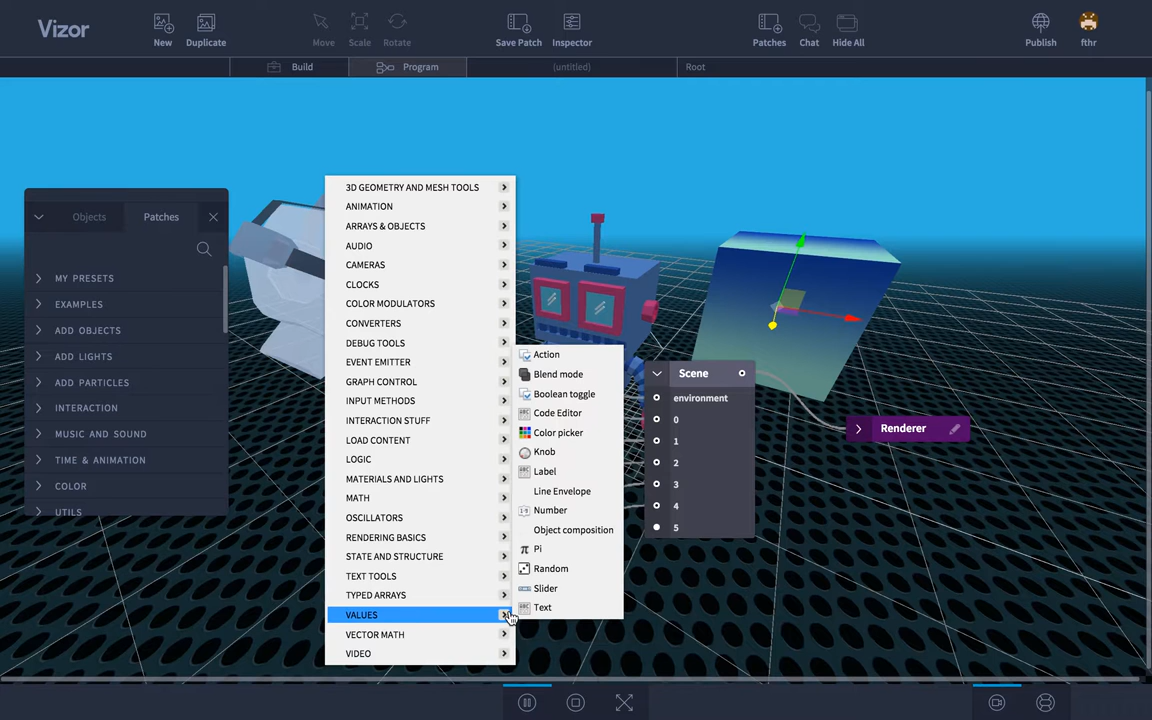 Vizor
New
Duplicate
Move
Scale
Rotate
Save Patch
Inspector
Patches
Chat
Hide All
Publish
fthr
Build
Program
(untitled)
Root
Objects
Patches
MY PRESETS
EXAMPLES
ADD OBJECTS
ADD LIGHTS
ADD PARTICLES
INTERACTION
MUSIC AND SOUND
TIME & ANIMATION
COLOR
UTILS
3D GEOMETRY AND MESH TOOLS
ANIMATION
ARRAYS & OBJECTS
AUDIO
CAMERAS
CLOCKS
COLOR MODULATORS
CONVERTERS
DEBUG TOOLS
EVENT EMITTER
GRAPH CONTROL
INPUT METHODS
INTERACTION STUFF
LOAD CONTENT
LOGIC
MATERIALS AND LIGHTS
MATH
OSCILLATORS
RENDERING BASICS
STATE AND STRUCTURE
TEXT TOOLS
TYPED ARRAYS
VALUES
VECTOR MATH
VIDEO
Action
Blend mode
Boolean toggle
Code Editor
Color picker
Knob
Label
Line Envelope
Number
Object composition
Pi
Random
Slider
Text
Scene
environment
0
1
2
3
4
5
Renderer